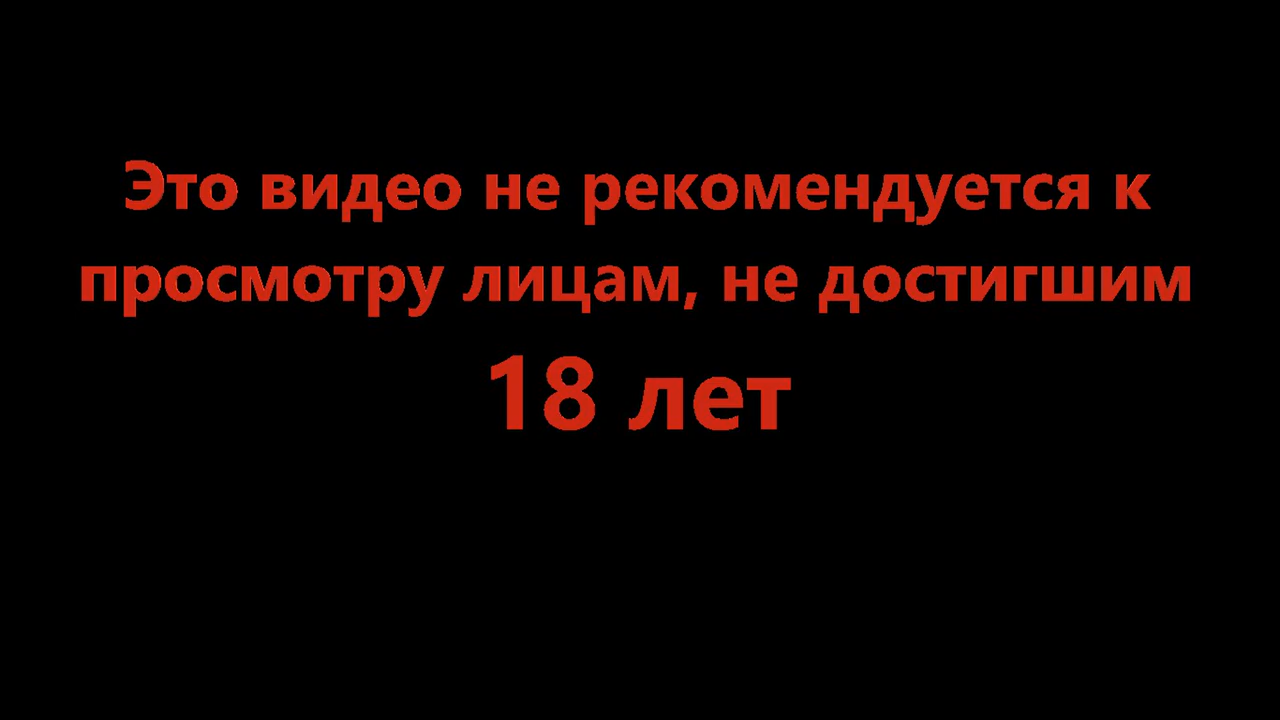 Это видео не рекомендуется к
просмотру лицам, не достигшим
18 лет